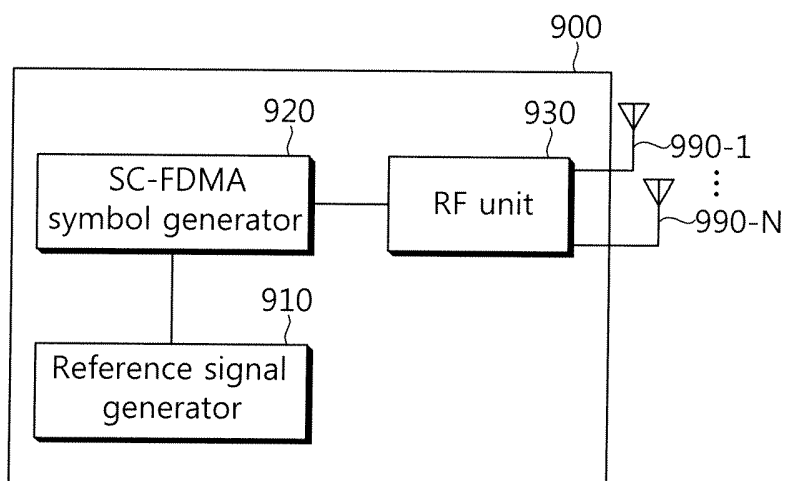 900
920
930
990-1
SC-FDMA
symbol generator
RF unit
990-N
910
Reference signal
generator